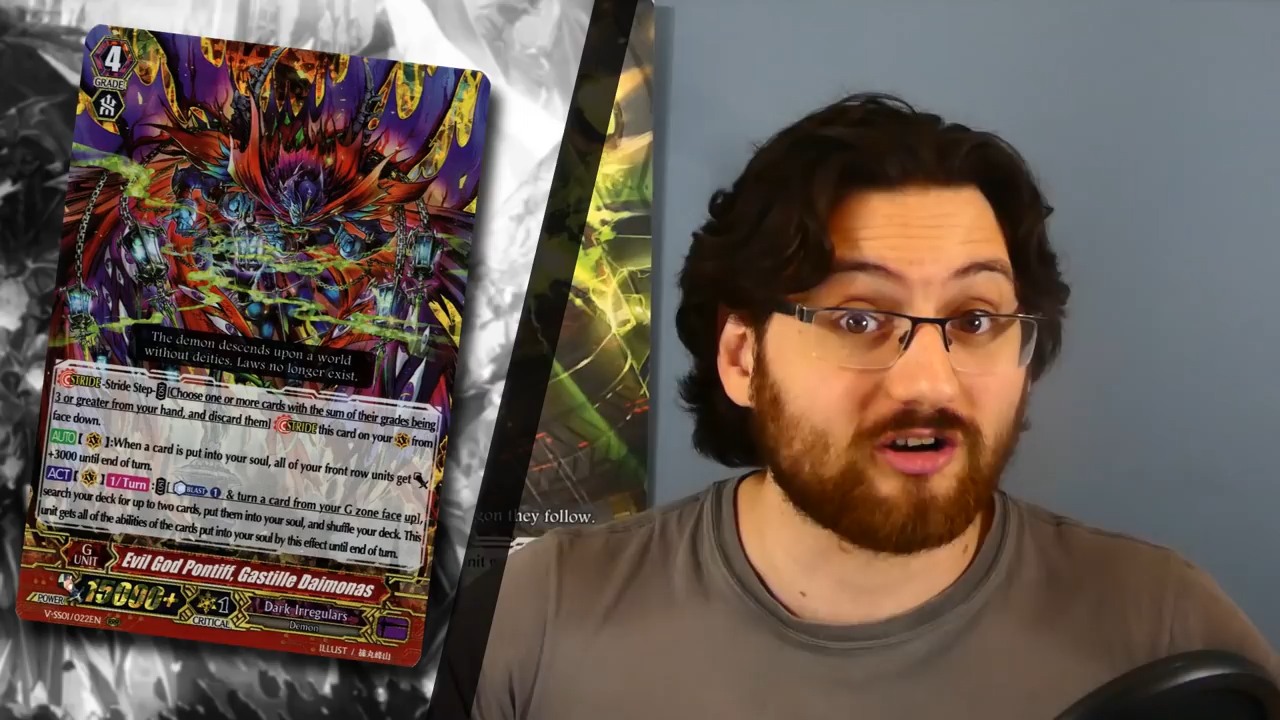 4
GRADE
The demon descends upon a world
without deities. Laws no longer exist.
STRIDE -Stride Step- [Choose one or more cards with the sum of their grades being
3 or greater from your hand, and discard them] STRIDE this card on your from
face down.
AUTO [ ]:When a card is put into your soul, all of your front row units get
+3000 until end of turn.
ACT [ ] 1/Turn : [ BLAST 1 & turn a card from your G zone face up],
search your deck for up to two cards, put them into your soul, and shuffle your deck. This
unit gets all of the abilities of the cards put into your soul by this effect until end of turn.
G
UNIT
Evil God Pontiff, Gastille Daimonas
POWER 15000+ 1
CRITICAL
Dark Irregulars
Demon
V-SS01/022EN RRR
ILLUST / 篠丸峰山
gon they follow.
nit